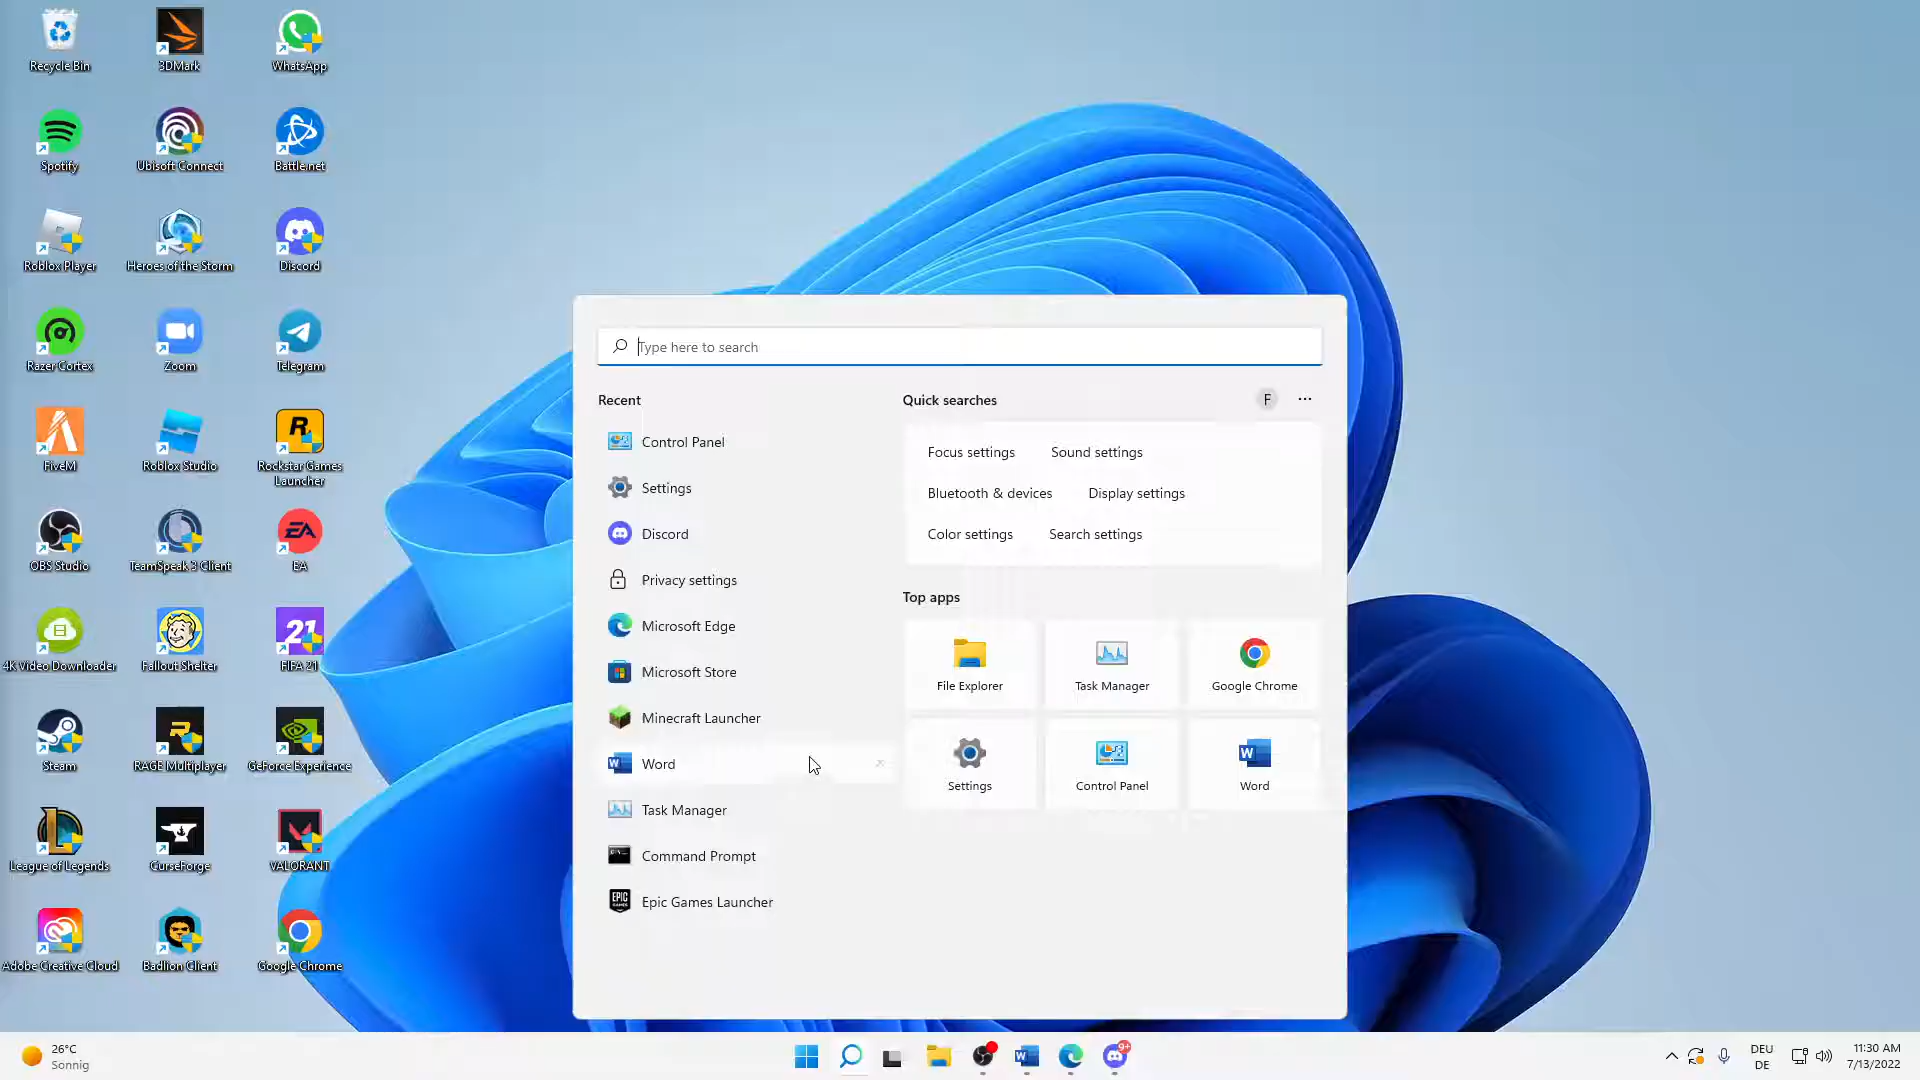 Recycle Bin
3DMark
WhatsApp
Spotify
Ubisoft Connect
Battle.net
Roblox Player
Heroes of the Storm
Discord
Razer Cortex
Zoom
Telegram
FiveM
Roblox Studio
Rockstar Games
Launcher
OBS Studio
TeamSpeak 3 Client
EA
4K Video Downloader
Fallout Shelter
FIFA 21
Steam
RAGE Multiplayer
GeForce Experience
League of Legends
CurseForge
VALORANT
Adobe Creative Cloud
Badlion Client
Google Chrome
Type here to search
Recent
Control Panel
Settings
Discord
Privacy settings
Microsoft Edge
Microsoft Store
Minecraft Launcher
Word
Task Manager
Command Prompt
Epic Games Launcher
Quick searches
F
Focus settings
Sound settings
Bluetooth & devices
Display settings
Color settings
Search settings
Top apps
File Explorer
Task Manager
Google Chrome
Settings
Control Panel
Word
26°C
Sonnig
9+
DEU
DE
11:30 AM
7/13/2022